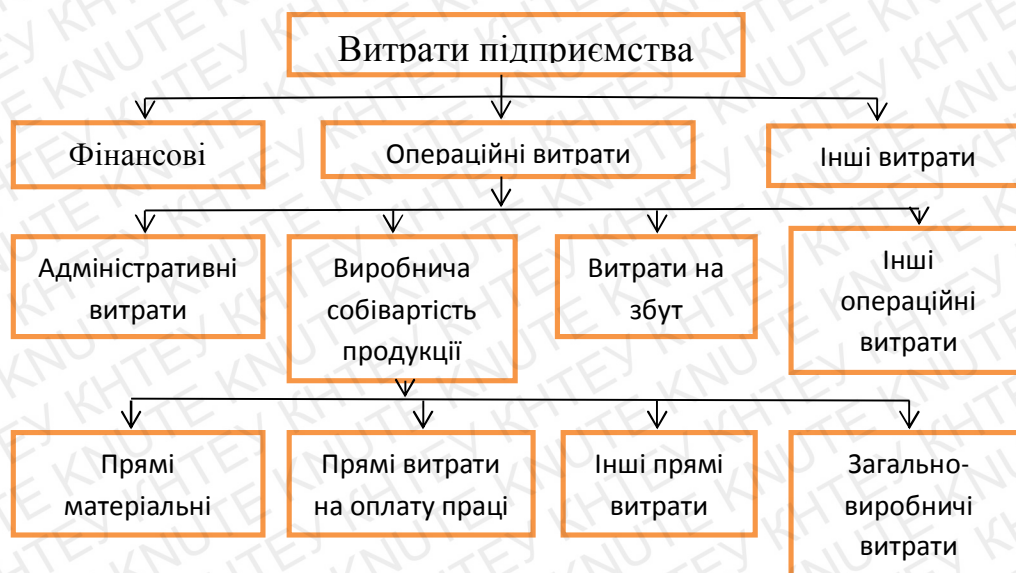 Витрати підприємства
Фінансові
Операційні витрати
Інші витрати
Адміністративні
витрати
Виробнича
собівартість
продукції
Витрати на
збут
Інші
операційні
витрати
Прямі
матеріальні
Прямі витрати
на оплату праці
Інші прямі
витрати
Загально-
виробничі
витрати